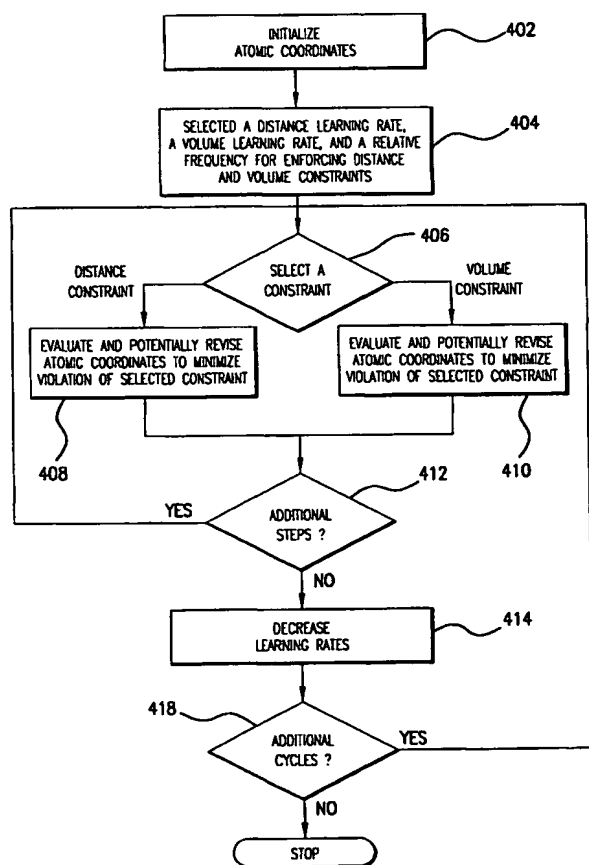 INITIALIZE
ATOMIC COORDINATES
402
SELECTED A DISTANCE LEARNING RATE,
A VOLUME LEARNING RATE, AND A RELATIVE
FREQUENCY FOR ENFORCING DISTANCE
AND VOLUME CONSTRAINTS
404
406
SELECT A
CONSTRAINT
DISTANCE
CONSTRAINT
VOLUME
CONSTRAINT
EVALUATE AND POTENTIALLY REVISE
ATOMIC COORDINATES TO MINIMIZE
VIOLATION OF SELECTED CONSTRAINT
EVALUATE AND POTENTIALLY REVISE
ATOMIC COORDINATES TO MINIMIZE
VIOLATION OF SELECTED CONSTRAINT
408
410
412
YES
ADDITIONAL
STEPS ?
NO
DECREASE
LEARNING RATES
414
418
ADDITIONAL
CYCLES ?
YES
NO
STOP